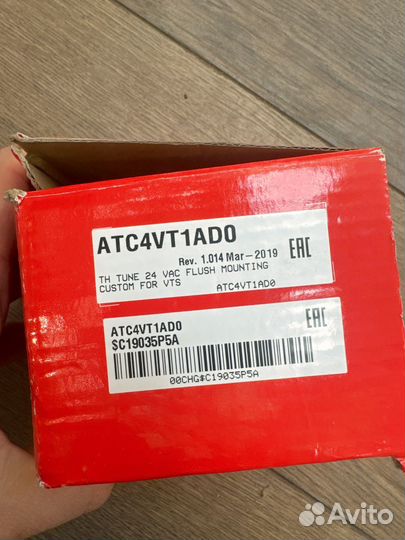 ATC4VT1AD0
Rev. 1.014 Mar-2019
EAC
TH TUNE 24 VAC FLUSH MOUNTING
CUSTOM FOR VTS ATC4VT1AD0
ATC4VT1AD0
$C19035P5A
EAC
00CHG#C19035P5A
Avito